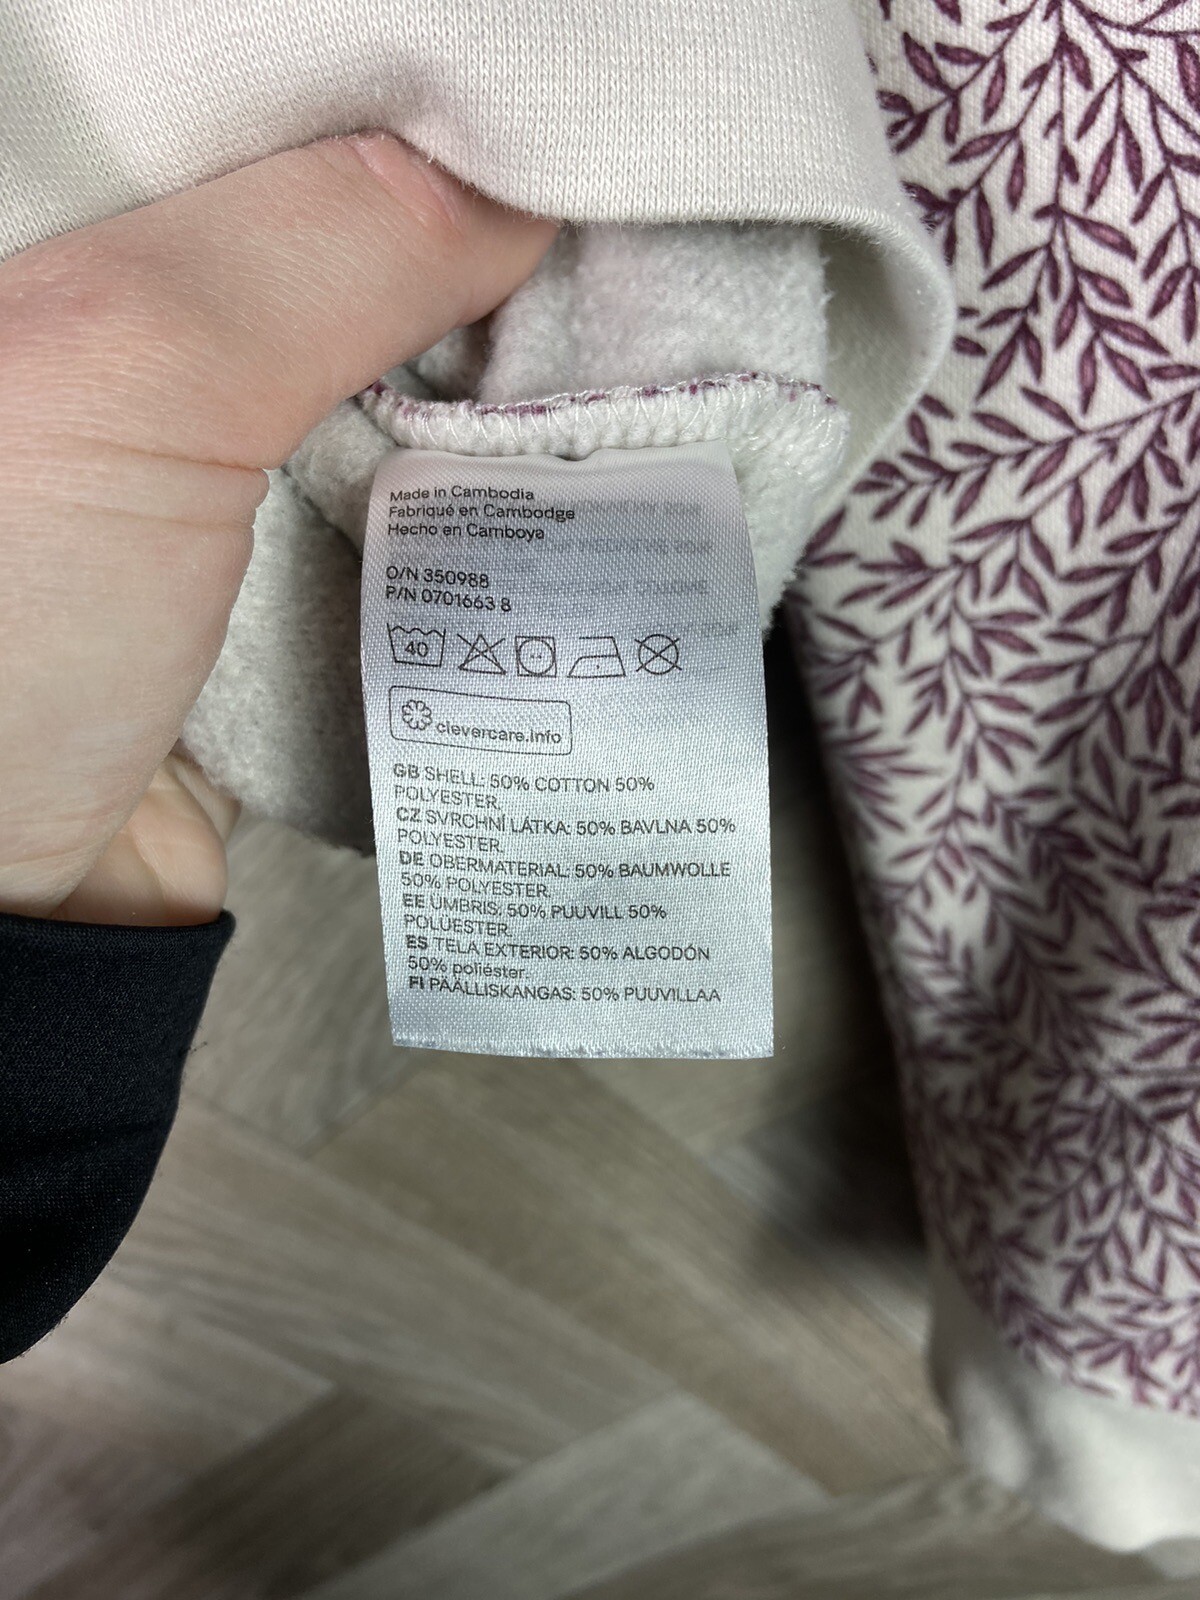 Made in Cambodia
Fabriqué en Cambodge
Hecho en Camboya
O/N 350988
P/N 0701663 8
40
clevercare.info
GB SHELL: 50% COTTON 50%
POLYESTER.
CZ SVRCHNÍ LÁTKA: 50% BAVLNA 50%
POLYESTER.
DE OBERMATERIAL: 50% BAUMWOLLE
50% POLYESTER.
EE UMBRIS. 50% PUUVILL 50%
POLUESTER.
ES TELA EXTERIOR: 50% ALGODÓN
50% poliéster.
FI PÄÄLLISKANGAS: 50% PUUVILLAA